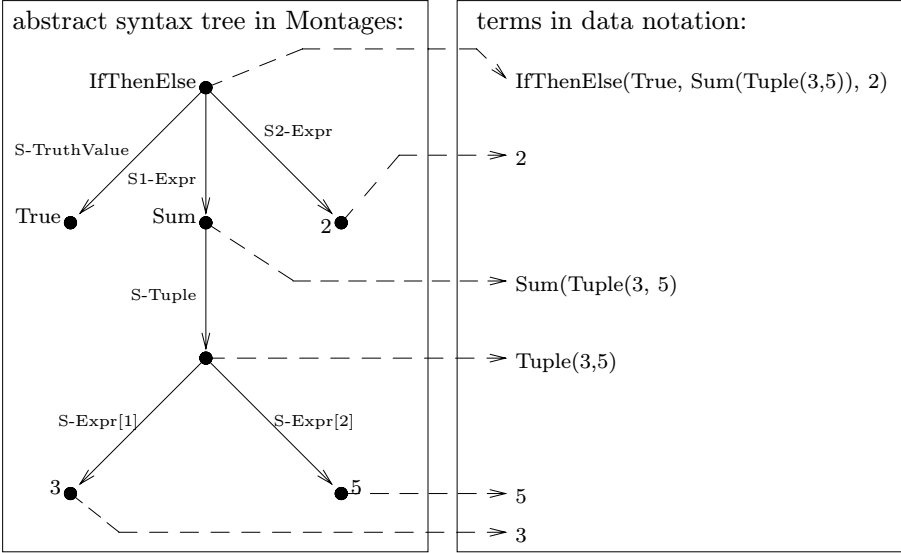 abstract syntax tree in Montages:
terms in data notation:
IfThenElse
IfThenElse(True, Sum(Tuple(3,5)), 2)
S2-Expr
S-TruthValue
2
S1-Expr
True
Sum
2
Sum(Tuple(3, 5)
S-Tuple
Tuple(3,5)
S-Expr[1]
S-Expr[2]
3
5
5
3